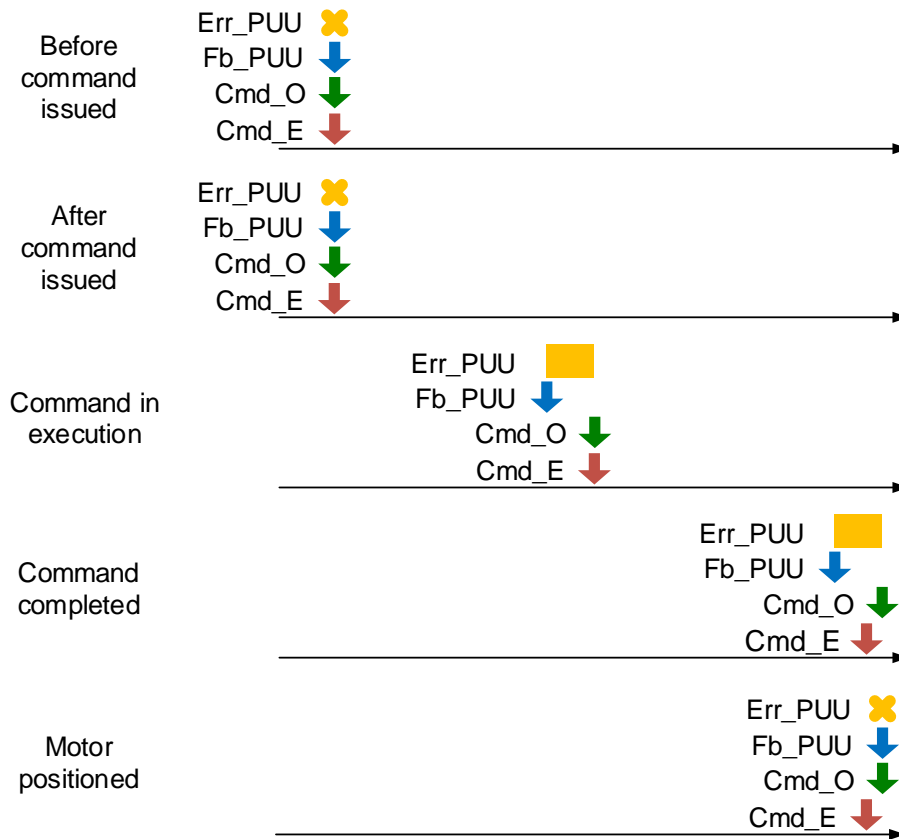 Before
command
issued
Err_PUU
Fb_PUU
Cmd_O
Cmd_E
After
command
issued
Err_PUU
Fb_PUU
Cmd_O
Cmd_E
Command in
execution
Err_PUU
Fb_PUU
Cmd_O
Cmd_E
Command
completed
Err_PUU
Fb_PUU
Cmd_O
Cmd_E
Motor
positioned
Err_PUU
Fb_PUU
Cmd_O
Cmd_E